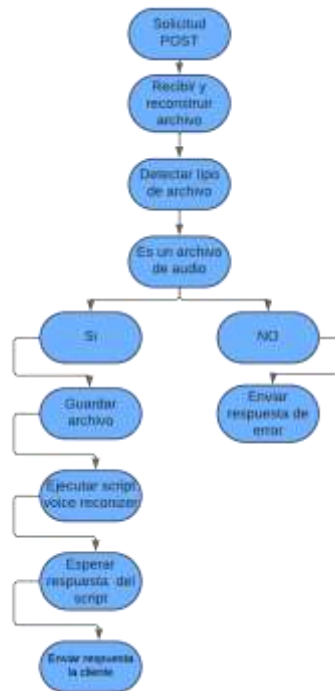 Solicitud
POST
Recibir y
reconstruir
archivo
Detectar tipo
de archivo
Es un archivo
de audio
Si
NO
Guardar
archivo
Enviar
respuesta de
error
Ejecutar script
voice reconizer
Esperar
respuesta del
script
Enviar respuesta
la cliente